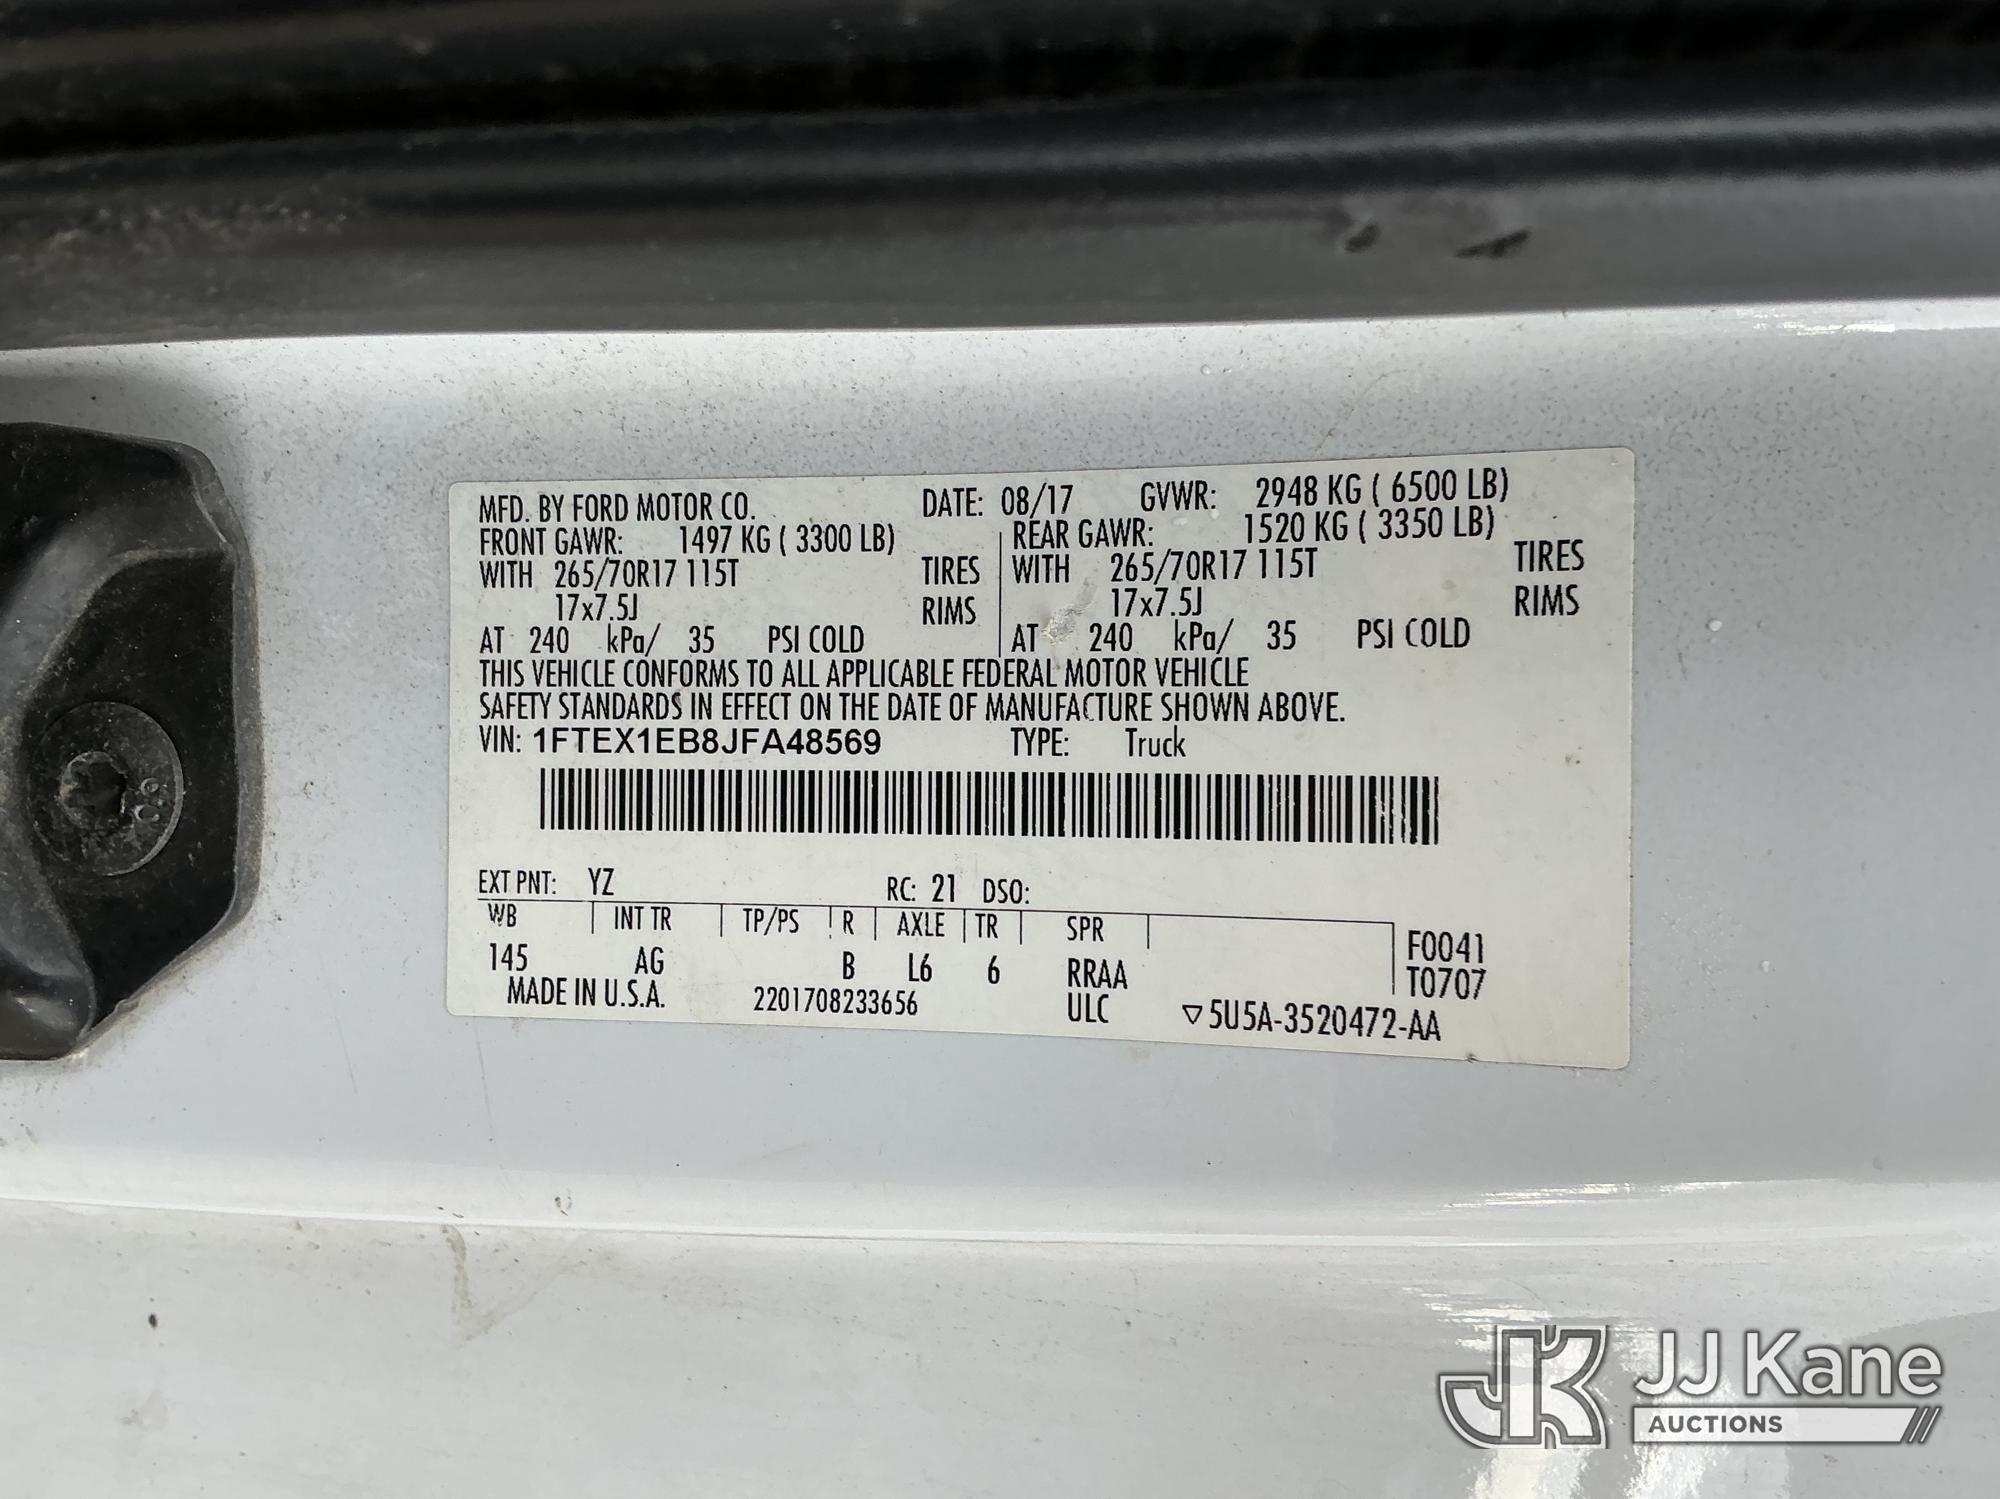 MFD. BY FORD MOTOR CO. DATE: 08/17 GVWR: 2948 KG ( 6500 LB)
FRONT GAWR: 1497 KG ( 3300 LB) REAR GAWR: 1520 KG ( 3350 LB)
WITH 265/70R17 115T TIRES WITH 265/70R17 115T TIRES
17x7.5J RIMS 17x7.5J RIMS
AT 240 kPa/ 35 PSI COLD AT 240 kPa/ 35 PSI COLD
THIS VEHICLE CONFORMS TO ALL APPLICABLE FEDERAL MOTOR VEHICLE
SAFETY STANDARDS IN EFFECT ON THE DATE OF MANUFACTURE SHOWN ABOVE.
VIN: 1FTEX1EB8JFA48569 TYPE: Truck
EXT PNT: YZ RC: 21 DSO:
WB INT TR TP/PS R AXLE TR SPR
145 AG B L6 6 RRAA
F0041
T0707
MADE IN U.S.A. 2201708233656 ULC ▽5U5A-3520472-AA
JK JJ Kane
AUCTIONS